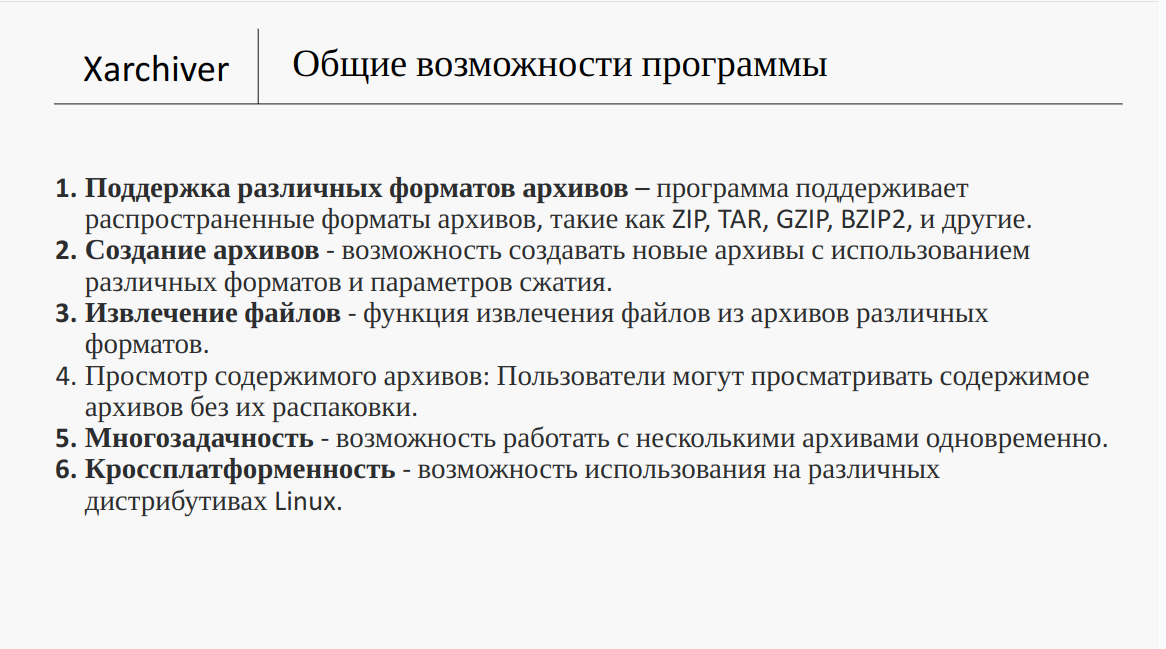 Xarchiver
Общие возможности программы
1. Поддержка различных форматов архивов – программа поддерживает
распространенные форматы архивов, такие как ZIP, TAR, GZIP, BZIP2, и другие.
2. Создание архивов - возможность создавать новые архивы с использованием
различных форматов и параметров сжатия.
3. Извлечение файлов - функция извлечения файлов из архивов различных
форматов.
4. Просмотр содержимого архивов: Пользователи могут просматривать содержимое
архивов без их распаковки.
5. Многозадачность - возможность работать с несколькими архивами одновременно.
6. Кроссплатформенность - возможность использования на различных
дистрибутивах Linux.